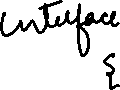 interface
{